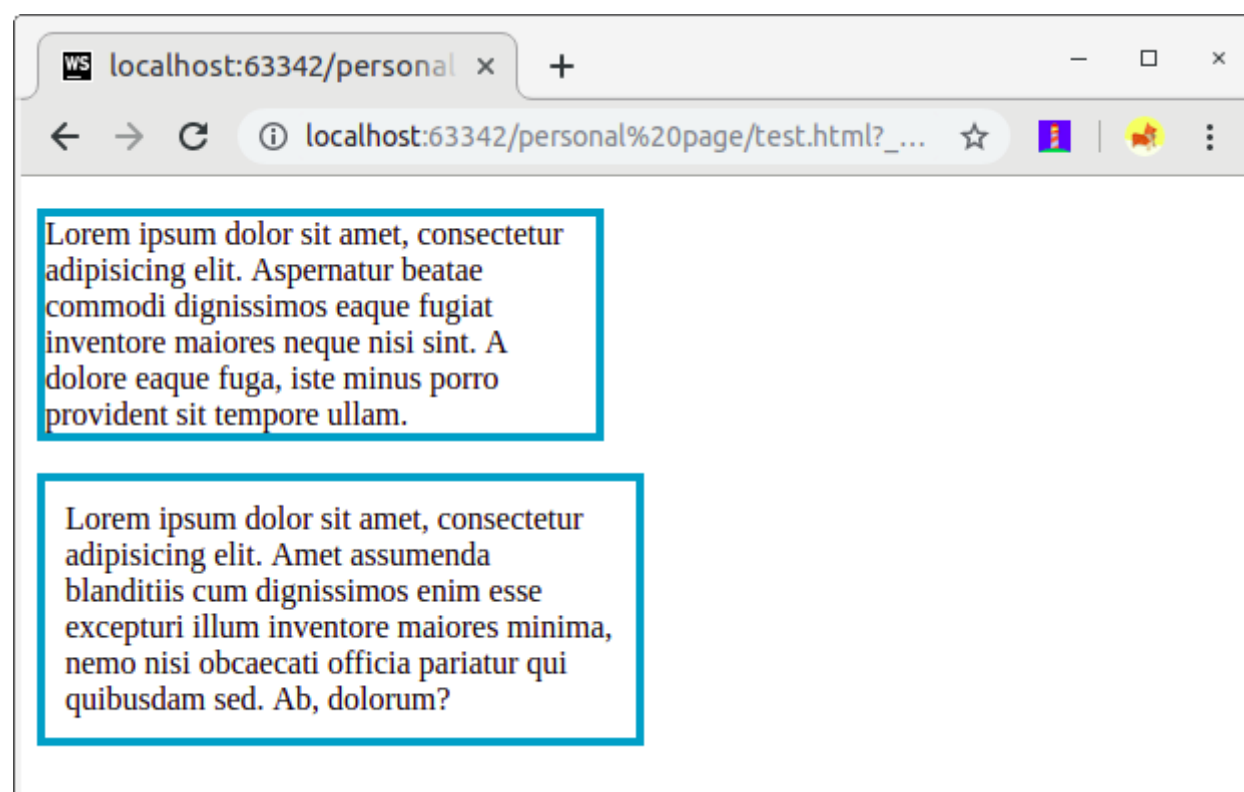 WS localhost:63342/personal
localhost:63342/personal%20page/test.html?_...
Lorem ipsum dolor sit amet, consectetur
adipisicing elit. Aspernatur beatae
commodi dignissimos eaque fugiat
inventore maiores neque nisi sint. A
dolore eaque fuga, iste minus porro
provident sit tempore ullam.
Lorem ipsum dolor sit amet, consectetur
adipisicing elit. Amet assumenda
blanditiis cum dignissimos enim esse
excepturi illum inventore maiores minima,
nemo nisi obcaecati officia pariatur qui
quibusdam sed. Ab, dolorum?